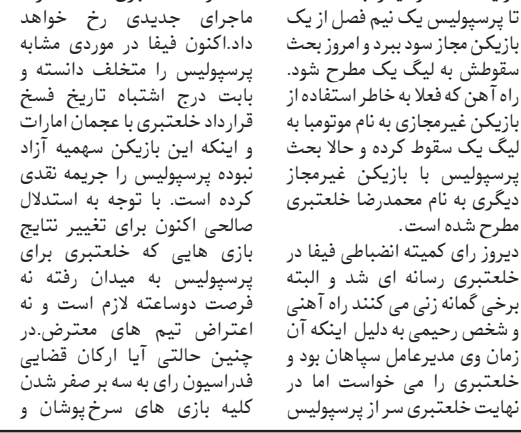 تا پرسپولیس یک نیم فصل از یک
بازیکن مجاز سود ببرد و امروز بحث
سقوطش به لیگ یک مطرح شود.
راه آهن که فعلا به خاطر استفاده از
بازیکن غیرمجازی به نام موتومبا به
لیگ یک سقوط کرده و حالا بحث
پرسپولیس با بازیکن غیرمجاز
دیگری به نام محمدرضا خلعتبری
مطرح شده است.
دیروز رای کمیته انضباطی فیفا در
خلعتبری رسانه ای شد و البته
برخی گمانه زنی می کنند راه آهنی
و شخص رحیمی به دلیل اینکه آن
زمان وی مدیرعامل سپاهان بود و
خلعتبری را می خواست اما در
نهایت خلعتبری سر از پرسپولیس
ماجرای جدیدی رخ خواهد
داد.اکنون فیفا در موردی مشابه
پرسپولیس را متخلف دانسته و
بابت درج اشتباه تاریخ فسخ
قرارداد خلعتبری با عجمان امارات
و اینکه این بازیکن سهمیه آزاد
نبوده پرسپولیس را جریمه نقدی
کرده است. با توجه به استدلال
صالحی اکنون برای تغییر نتایج
بازی هایی که خلعتبری برای
پرسپولیس به میدان رفته نه
فرصت دوساعته لازم است و نه
اعتراض تیم های معترض.در
چنین حالتی آیا ارکان قضایی
فدراسیون رای به سه بر صفر شدن
کلیه بازی های سرخ پوشان و